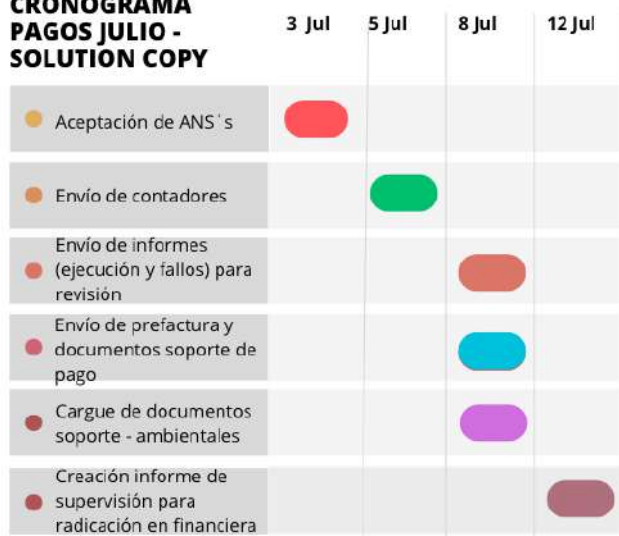 CRONOGRAMA
PAGOS JULIO -
SOLUTION COPY
3 Jul
5 Jul
8 Jul
12 Jul
Aceptación de ANS´s
Envío de contadores
Envío de informes
(ejecución y fallos) para
revisión
Envío de prefactura y
documentos soporte de
pago
Cargue de documentos
soporte - ambientales
Creación informe de
supervisión para
radicación en financiera